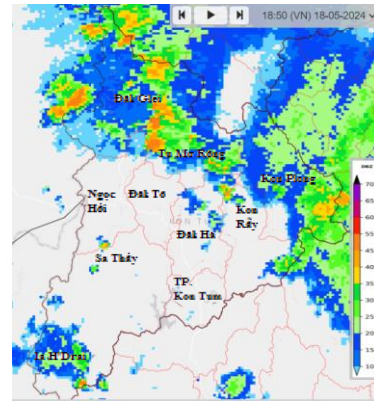 18:50 (VN) 18-05-2024
Đăk Glei
Tu Mơ Rông
Kon Plong
Ngọc Hồi
Đăk Tô
Kon Rẫy
Đăk Hà
Sa Thầy
TP. Kon Tum
Ia H Drai
70
65
60
55
50
45
40
35
30
25
20
15
10